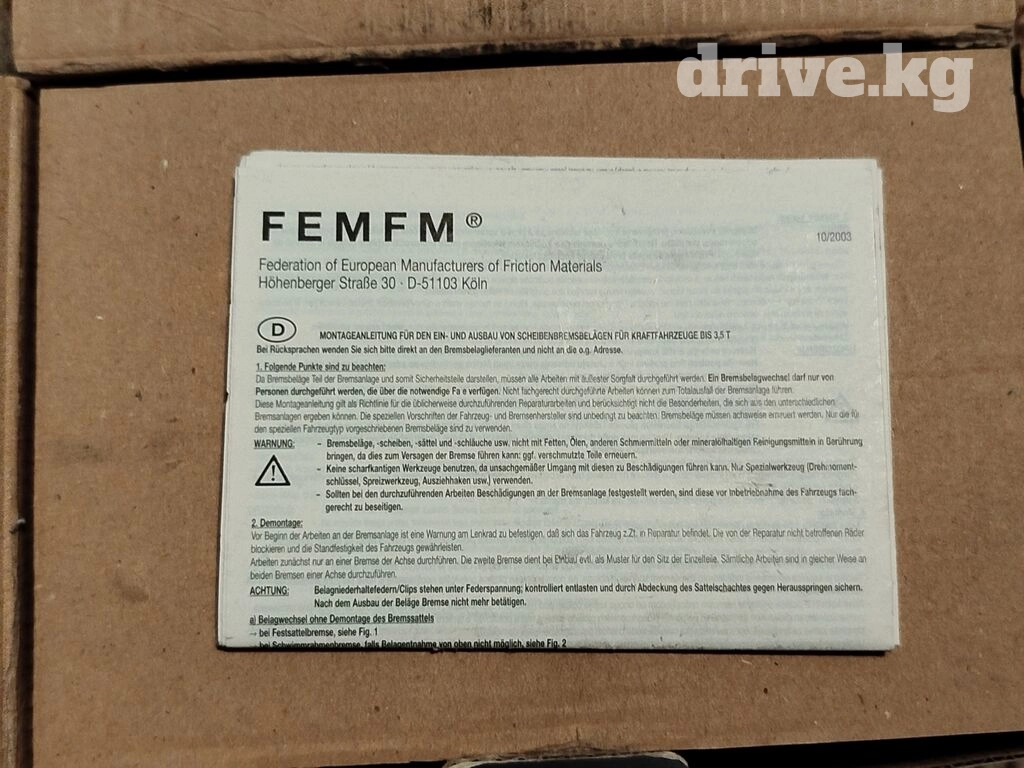 drive.kg
FEMFM®
10/2003
Federation of European Manufacturers of Friction Materials
Höhenberger Straße 30 · D-51103 Köln
D
MONTAGEANLEITUNG FÜR DEN EIN- UND AUSBAU VON SCHEIBENBREMSBELÄGEN FÜR KRAFTFAHRZEUGE BIS 3,5 T
Bei Rücksprachen wenden Sie sich bitte direkt an den Bremsbelaglieferanten und nicht an die o.g. Adresse.
1. Folgende Punkte sind zu beachten:
Da Bremsbeläge Teil der Bremsanlage und somit Sicherheitsteile darstellen, müssen alle Arbeiten mit äußerster Sorgfalt durchgeführt werden. Ein Bremsbelagwechsel darf nur von
Personen durchgeführt werden, die über die notwendige verfügen. Nicht fachgerecht durchgeführte Arbeiten können zum Totalausfall der Bremsanlage führen.
Diese Montageanleitung gilt als Richtlinie für die üblicherweise durchzuführenden Reparaturarbeiten und berücksichtigt nicht die Besonderheiten, die sich aus den unterschiedlichen
Bremsanlagen ergeben können. Die speziellen Vorschriften der Fahrzeug- und Bremsenhersteller sind unbedingt zu beachten. Bremsbeläge müssen achsweise erneuert werden. Nur die für
den speziellen Fahrzeugtyp vorgeschriebenen Bremsbeläge sind zu verwenden.
WARNUNG:
– Bremsbeläge, -scheiben, -sättel und -schläuche usw. nicht mit Fetten, Ölen, anderen Schmiermitteln oder mineralölhaltigen Reinigungsmitteln in Berührung
bringen, da dies zum Versagen der Bremse führen kann: ggf. verschmutzte Teile erneuern.
– Keine scharfkantigen Werkzeuge benutzen, da unsachgemäßer Umgang mit diesen zu Beschädigungen führen kann. Nur Spezialwerkzeug (Drehmoment-
schlüssel, Spreizwerkzeug, Ausziehhaken usw.) verwenden.
– Sollten bei den durchzuführenden Arbeiten Beschädigungen an der Bremsanlage festgestellt werden, sind diese vor Inbetriebnahme des Fahrzeugs fach-
gerecht zu beseitigen.
2. Demontage:
Vor Beginn der Arbeiten an der Bremsanlage ist eine Warnung am Lenkrad zu befestigen, daß sich das Fahrzeug z.Zt. in Reparatur befindet. Die von der Reparatur nicht betroffenen Räder
blockieren und die Standfestigkeit des Fahrzeugs gewährleisten.
Arbeiten zunächst nur an einer Bremse der Achse durchführen. Die zweite Bremse dient bei Einbau evtl. als Muster für den Sitz der Einzelteile. Sämtliche Arbeiten sind in gleicher Weise an
beiden Bremsen einer Achse durchzuführen.
ACHTUNG: Belagniederhaltefedern/Clips stehen unter Federspannung; kontrolliert entlasten und durch Abdeckung des Sattelschachtes gegen Herausspringen sichern.
Nach dem Ausbau der Beläge Bremse nicht mehr betätigen.
a) Belagwechsel ohne Demontage des Bremssattels
→ bei Festsattelbremse, siehe Fig. 1
→ bei Schwimmrahmenbremse, falls Belagentnahme von oben nicht möglich, siehe Fig. 2